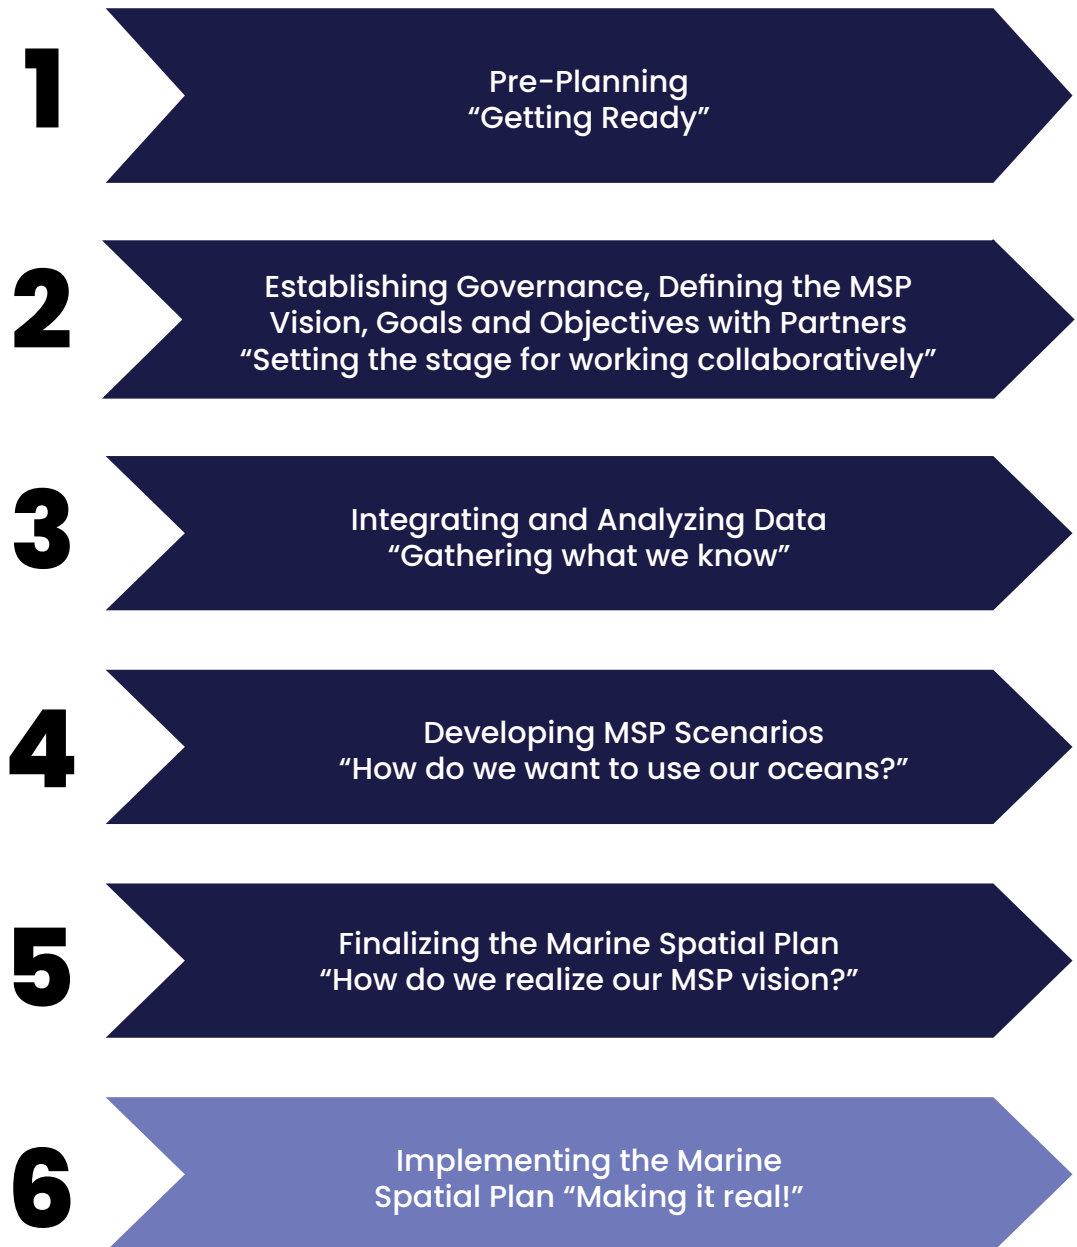 1
Pre-Planning
“Getting Ready”
2
Establishing Governance, Defining the MSP
Vision, Goals and Objectives with Partners
“Setting the stage for working collaboratively”
3
Integrating and Analyzing Data
“Gathering what we know”
4
Developing MSP Scenarios
“How do we want to use our oceans?”
5
Finalizing the Marine Spatial Plan
“How do we realize our MSP vision?”
6
Implementing the Marine
Spatial Plan “Making it real!”